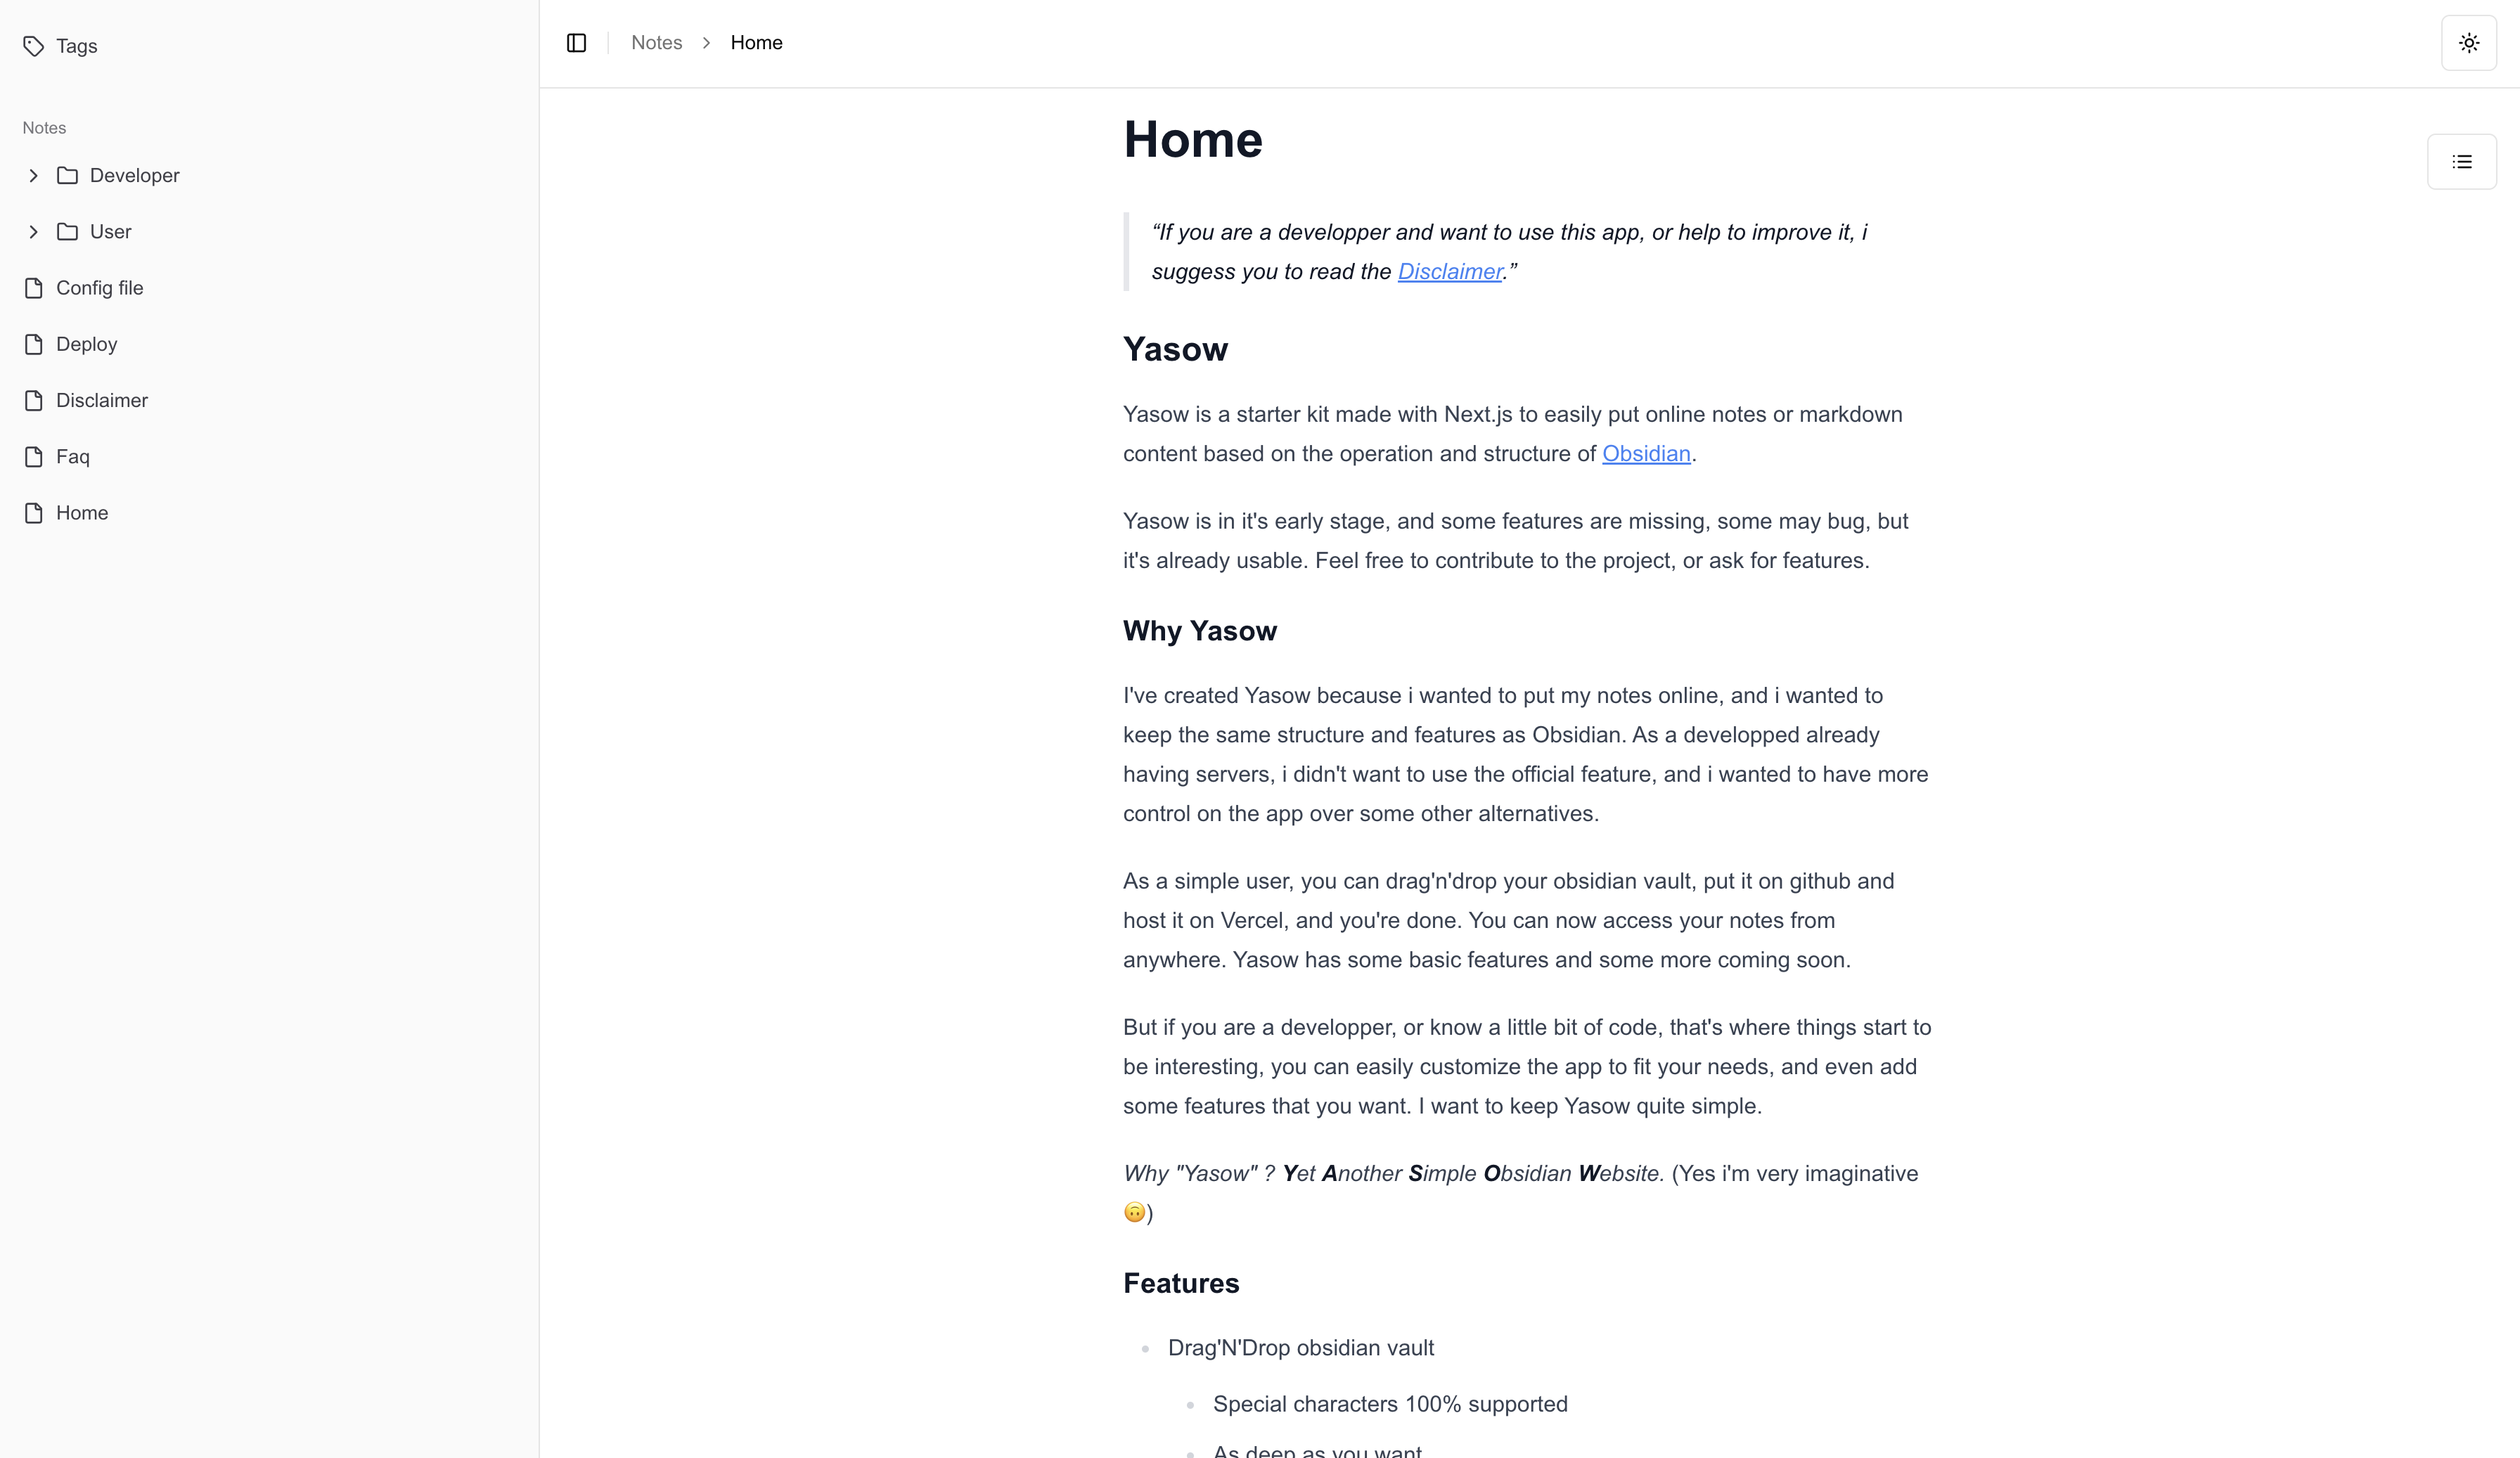 Tags
Notes
Developer
User
Config file
Deploy
Disclaimer
Faq
Home
Notes > Home
Home
“If you are a developper and want to use this app, or help to improve it, i
suggess you to read the Disclaimer.”
Yasow
Yasow is a starter kit made with Next.js to easily put online notes or markdown
content based on the operation and structure of Obsidian.
Yasow is in it's early stage, and some features are missing, some may bug, but
it's already usable. Feel free to contribute to the project, or ask for features.
Why Yasow
I've created Yasow because i wanted to put my notes online, and i wanted to
keep the same structure and features as Obsidian. As a developped already
having servers, i didn't want to use the official feature, and i wanted to have more
control on the app over some other alternatives.
As a simple user, you can drag'n'drop your obsidian vault, put it on github and
host it on Vercel, and you're done. You can now access your notes from
anywhere. Yasow has some basic features and some more coming soon.
But if you are a developper, or know a little bit of code, that's where things start to
be interesting, you can easily customize the app to fit your needs, and even add
some features that you want. I want to keep Yasow quite simple.
Why "Yasow" ? Yet Another Simple Obsidian Website. (Yes i'm very imaginative
🙃)
Features
Drag'N'Drop obsidian vault
Special characters 100% supported
As deep as you want